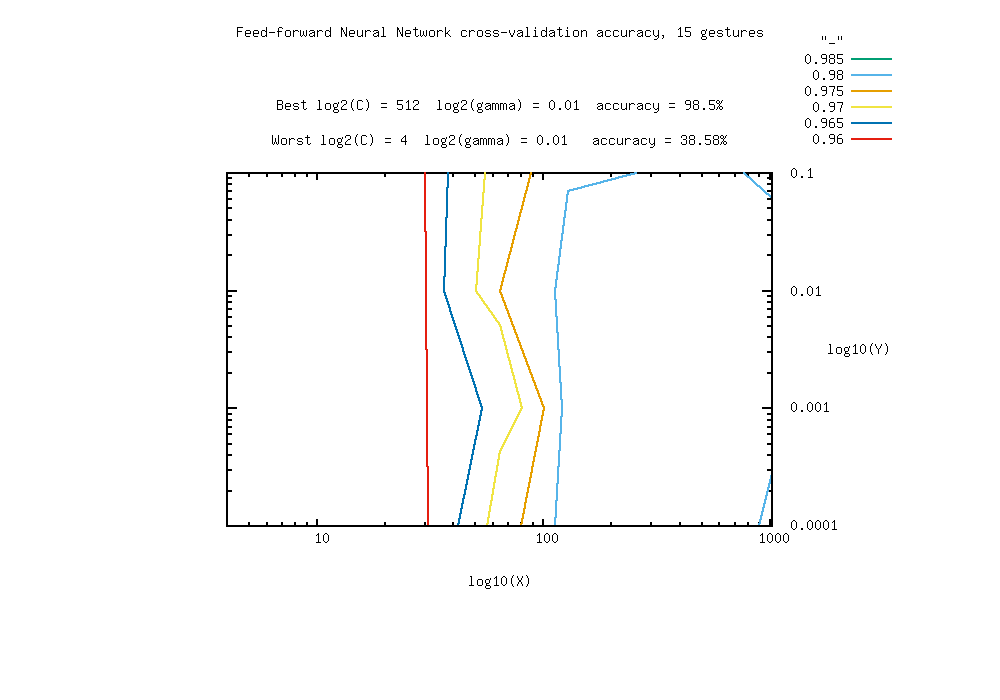 Feed-forward Neural Network cross-validation accuracy, 15 gestures
"_"
0.985
0.98
0.975
0.97
0.965
0.96
Best log2(C) = 512  log2(gamma) = 0.01  accuracy = 98.5%
Worst log2(C) = 4  log2(gamma) = 0.01   accuracy = 38.58%
0.1
0.01
log10(Y)
0.001
0.0001
10
100
1000
log10(X)